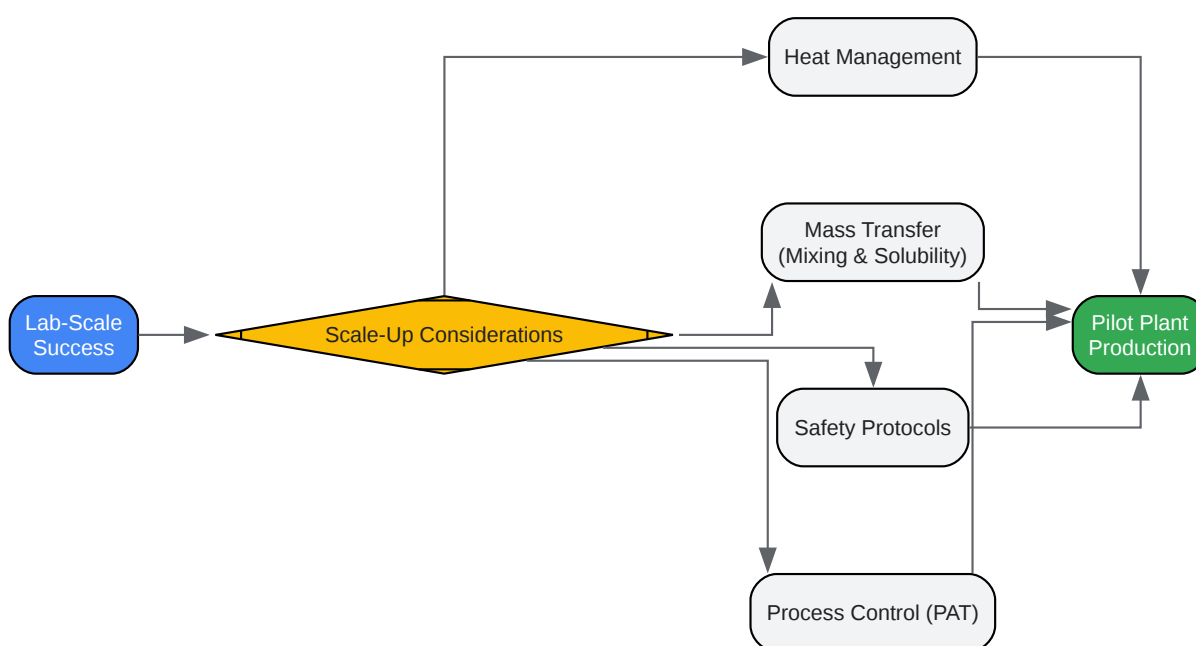 Heat Management
Mass Transfer
(Mixing & Solubility)
Lab-Scale
Success
Scale-Up Considerations
Pilot Plant
Production
Safety Protocols
Process Control (PAT)